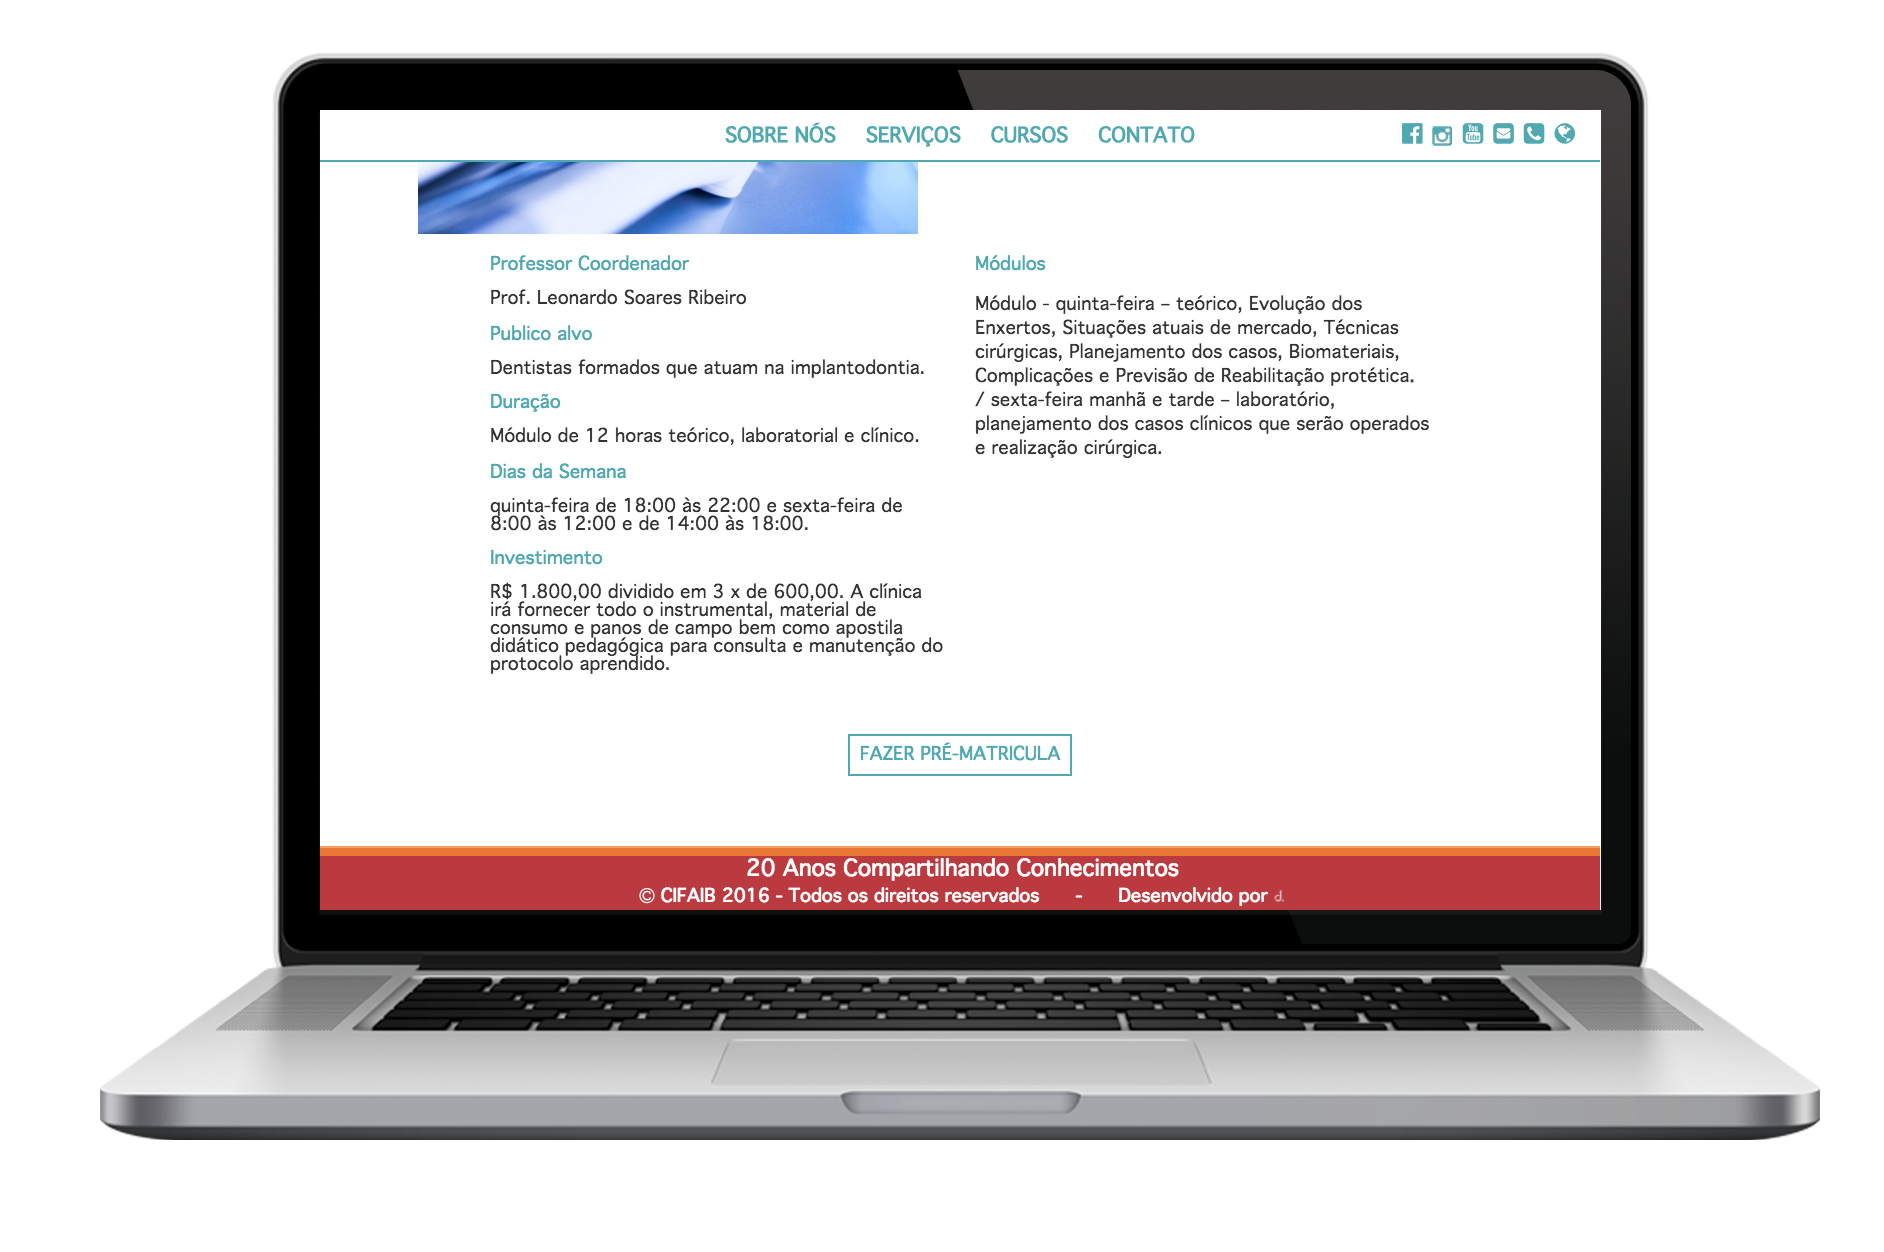 SOBRE NÓS SERVIÇOS CURSOS CONTATO
You Tube
Professor Coordenador
Prof. Leonardo Soares Ribeiro
Publico alvo
Dentistas formados que atuam na implantodontia.
Duração
Módulo de 12 horas teórico, laboratorial e clínico.
Dias da Semana
quinta-feira de 18:00 às 22:00 e sexta-feira de
8:00 às 12:00 e de 14:00 às 18:00.
Investimento
R$ 1.800,00 dividido em 3 x de 600,00. A clínica
irá fornecer todo o instrumental, material de
consumo e panos de campo bem como apostila
didático pedagógica para consulta e manutenção do
protocolo aprendido.
Módulos
Módulo - quinta-feira – teórico, Evolução dos
Enxertos, Situações atuais de mercado, Técnicas
cirúrgicas, Planejamento dos casos, Biomateriais,
Complicações e Previsão de Reabilitação protética.
/ sexta-feira manhã e tarde – laboratório,
planejamento dos casos clínicos que serão operados
e realização cirúrgica.
FAZER PRÉ-MATRICULA
20 Anos Compartilhando Conhecimentos
© CIFAIB 2016 - Todos os direitos reservados - Desenvolvido por d.